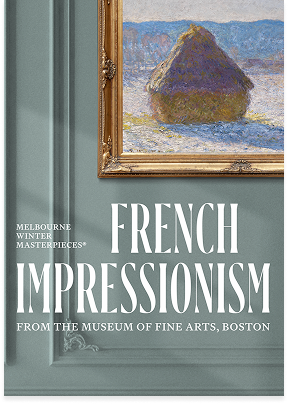 MELBOURNE
WINTER
MASTERPIECES®
FRENCH
IMPRESSIONISM
FROM THE MUSEUM OF FINE ARTS, BOSTON